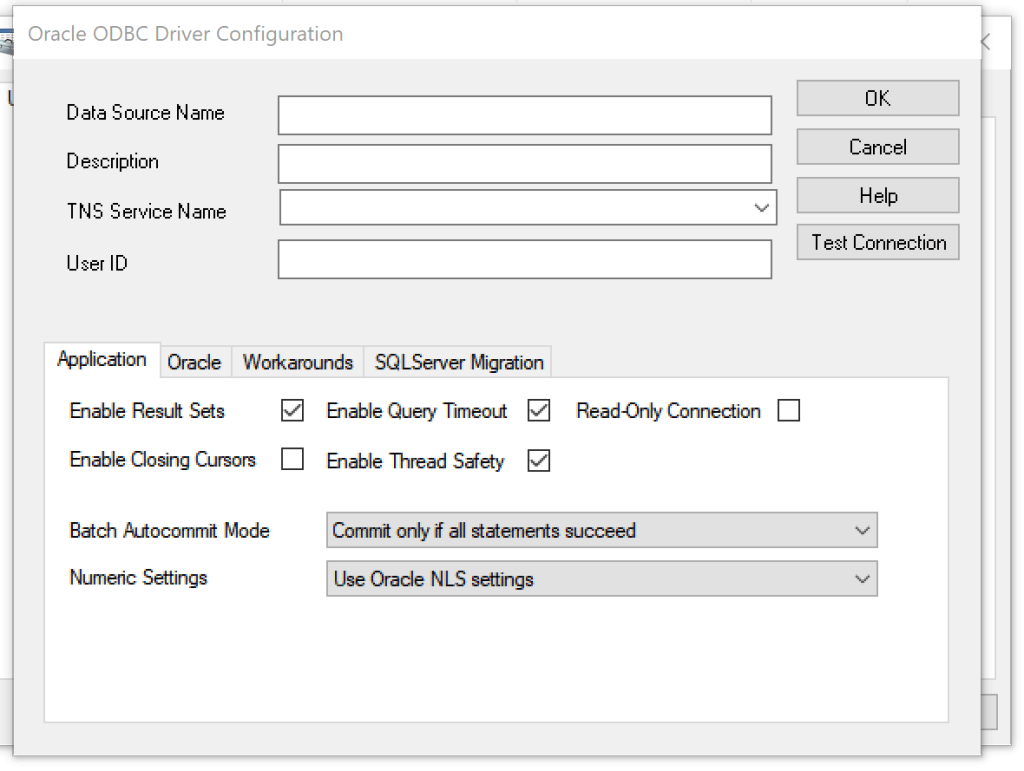 Oracle ODBC Driver Configuration
Data Source Name
OK
Description
Cancel
TNS Service Name
Help
User ID
Test Connection
Application Oracle Workarounds SQLServer Migration
Enable Result Sets Enable Query Timeout Read-Only Connection
Enable Closing Cursors Enable Thread Safety
Batch Autocommit Mode Commit only if all statements succeed
Numeric Settings Use Oracle NLS settings